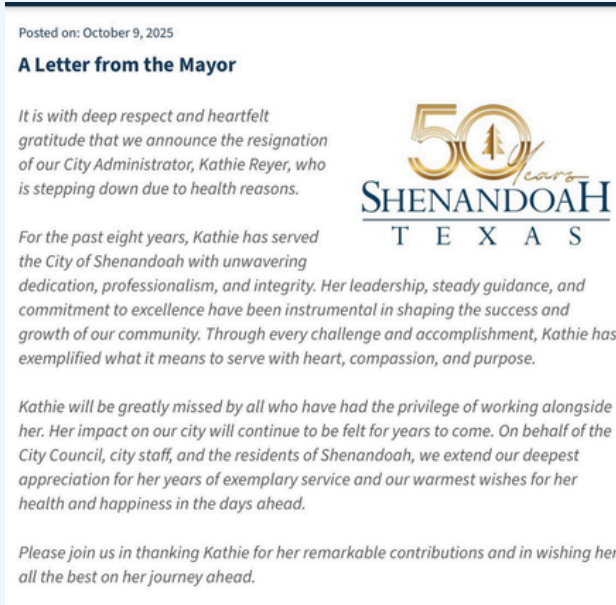 Posted on: October 9, 2025
A Letter from the Mayor
It is with deep respect and heartfelt
gratitude that we announce the resignation
of our City Administrator, Kathie Reyer, who
is stepping down due to health reasons.
50
Years
SHENANDOAH
TEXAS
For the past eight years, Kathie has served
the City of Shenandoah with unwavering
dedication, professionalism, and integrity. Her leadership, steady guidance, and
commitment to excellence have been instrumental in shaping the success and
growth of our community. Through every challenge and accomplishment, Kathie has
exemplified what it means to serve with heart, compassion, and purpose.
Kathie will be greatly missed by all who have had the privilege of working alongside
her. Her impact on our city will continue to be felt for years to come. On behalf of the
City Council, city staff, and the residents of Shenandoah, we extend our deepest
appreciation for her years of exemplary service and our warmest wishes for her
health and happiness in the days ahead.
Please join us in thanking Kathie for her remarkable contributions and in wishing her
all the best on her journey ahead.